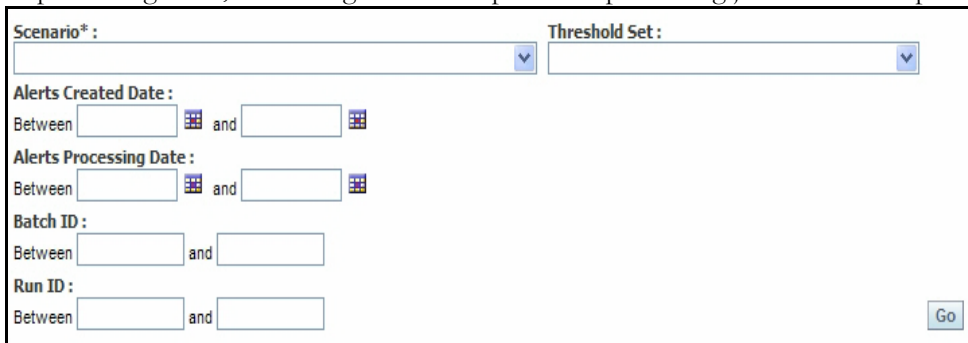 Scenario* : Threshold Set :
Alerts Created Date :
Between and
Alerts Processing Date :
Between and
Batch ID :
Between and
Run ID :
Between and Go